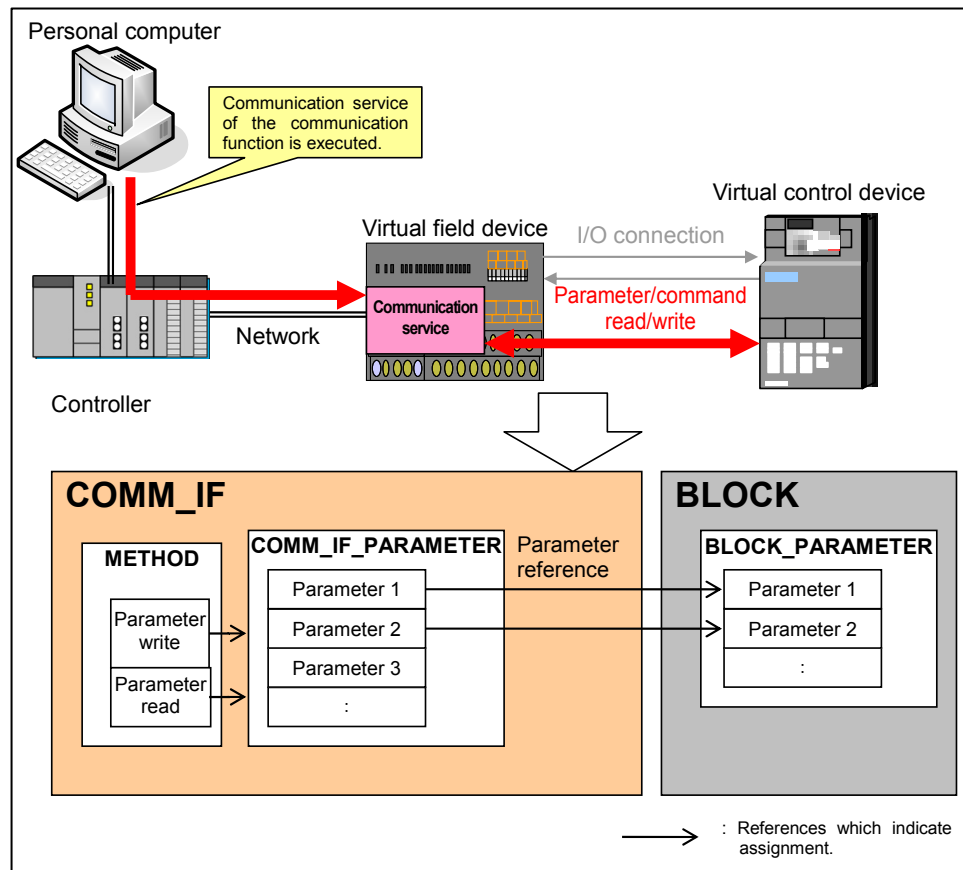 Personal computer
Communication service
of the communication
function is executed.
Virtual control device
Virtual field device
I/O connection
Parameter/command
read/write
Communication
service
Network
Controller
COMM_IF
BLOCK
METHOD
COMM_IF_PARAMETER
Parameter
reference
BLOCK_PARAMETER
Parameter 1
Parameter 1
Parameter
write
Parameter 2
Parameter 2
Parameter 3
:
Parameter
read
:
: References which indicate
assignment.